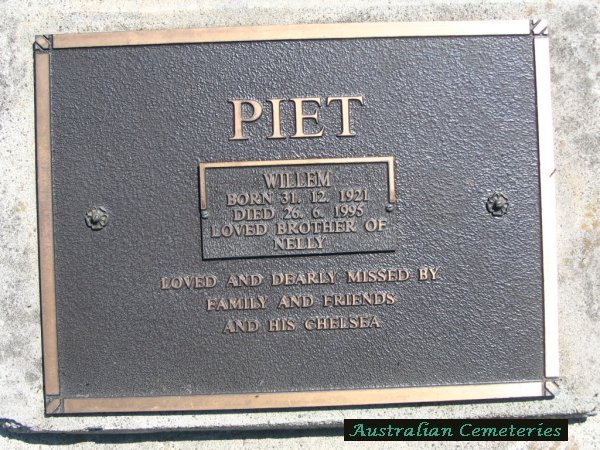 PIET
WILLEM
BORN 31. 12. 1921
DIED 26. 6. 1995
LOVED BROTHER OF
NELLY
LOVED AND DEARLY MISSED BY
FAMILY AND FRIENDS
AND HIS CHELSEA
Australian Cemeteries